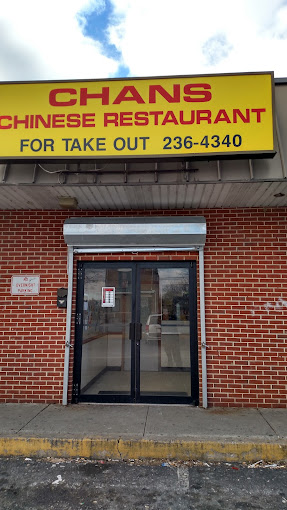 CHANS
CHINESE RESTAURANT
FOR TAKE OUT 236-4340